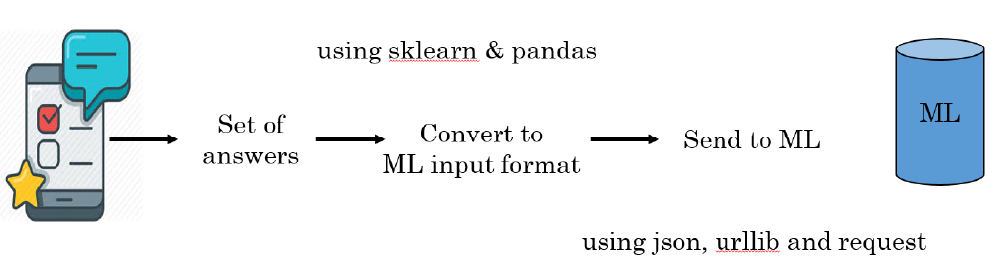 using sklearn & pandas
Set of
answers
Convert to
ML input format
Send to ML
ML
using json, urllib and request